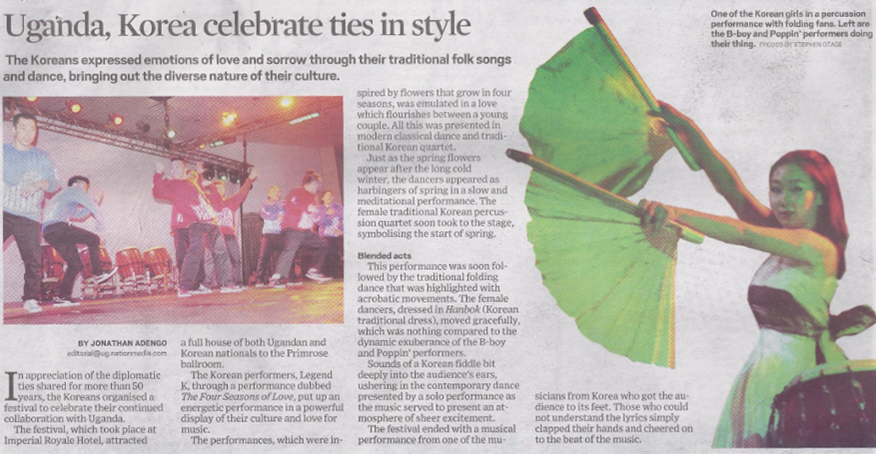 Uganda, Korea celebrate ties in style
The Koreans expressed emotions of love and sorrow through their traditional folk songs
and dance, bringing out the diverse nature of their culture.
One of the Korean girls in a percussion
performance with folding fans. Left are
the B-boy and Poppin' performers doing
their thing. PHOTOS BY STEPHEN OTAGE
BY JONATHAN ADENGO
editorial@ug.nationmedia.com
In appreciation of the diplomatic
ties shared for more than 50
years, the Koreans organised a
festival to celebrate their continued
collaboration with Uganda.
The festival, which took place at
Imperial Royale Hotel, attracted
a full house of both Ugandan and
Korean nationals to the Primrose
ballroom.
The Korean performers, Legend
K, through a performance dubbed
The Four Seasons of Love, put up an
energetic performance in a powerful
display of their culture and love for
music.
The performances, which were in-
spired by flowers that grow in four
seasons, was emulated in a love
which flourishes between a young
couple. All this was presented in
modern classical dance and tradi-
tional Korean quartet.
Just as the spring flowers
appear after the long cold
winter, the dancers appeared as
harbingers of spring in a slow and
meditational performance. The
female traditional Korean percus-
sion quartet soon took to the stage,
symbolising the start of spring.
Blended acts
This performance was soon fol-
lowed by the traditional folding
dance that was highlighted with
acrobatic movements. The female
dancers, dressed in Hanbok (Korean
traditional dress), moved gracefully,
which was nothing compared to the
dynamic exuberance of the B-boy
and Poppin' performers.
Sounds of a Korean fiddle bit
deeply into the audience's ears,
ushering in the contemporary dance
presented by a solo performance as
the music served to present an at-
mosphere of sheer excitement.
The festival ended with a musical
performance from one of the mu-
sicians from Korea who got the au-
dience to its feet. Those who could
not understand the lyrics simply
clapped their hands and cheered on
to the beat of the music.